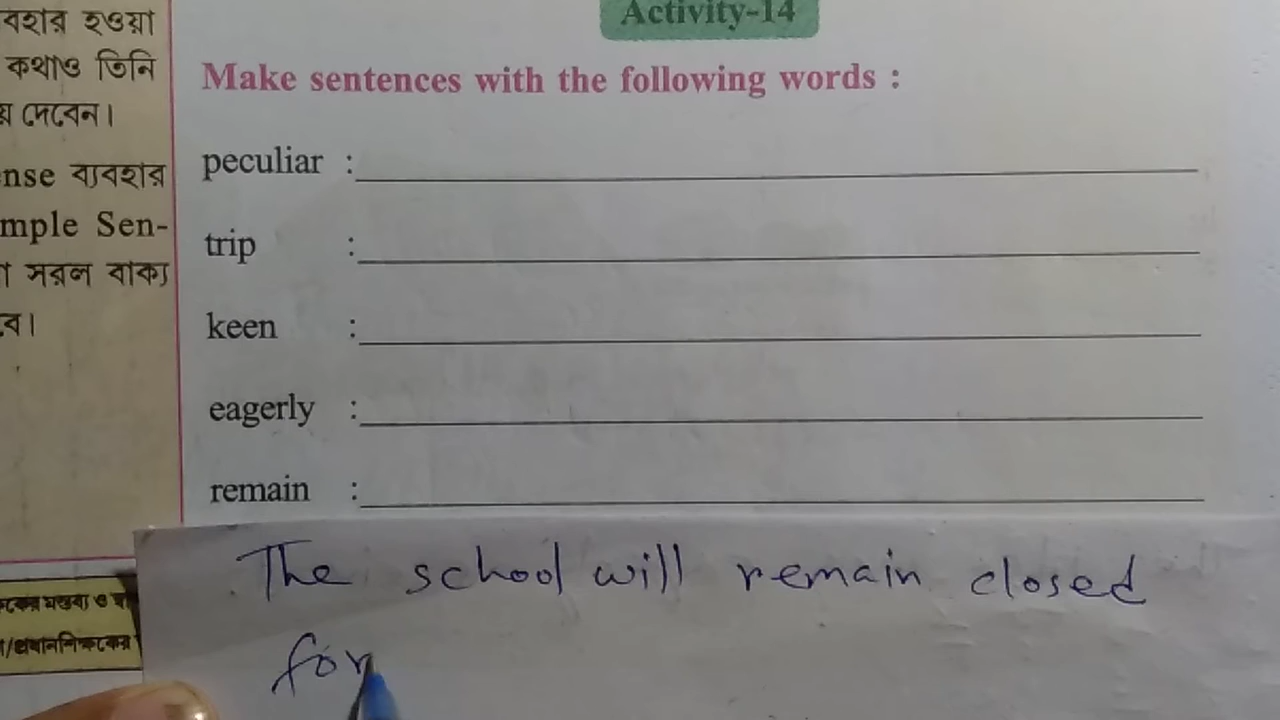 বহার হওয়া
কথাও তিনি
দেবেন।
nse ব্যবহার
mple Sen-
সরল বাক্য
বে।
Activity-14
Make sentences with the following words :
peculiar :
trip :
keen :
eagerly :
remain :
The school will remain closed
for